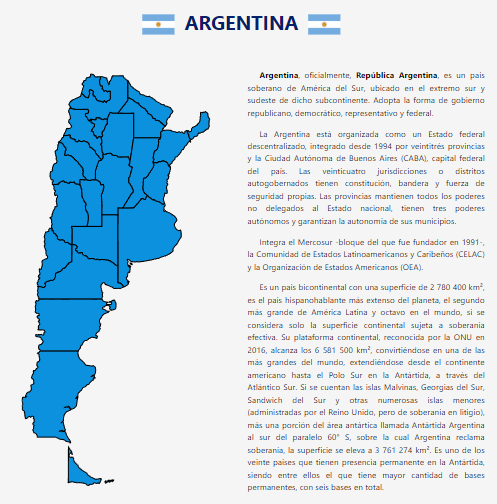 ARGENTINA
Argentina, oficialmente, República Argentina, es un país
soberano de América del Sur, ubicado en el extremo sur y
sudeste de dicho subcontinente. Adopta la forma de gobierno
republicano, democrático, representativo y federal.
La Argentina está organizada como un Estado federal
descentralizado, integrado desde 1994 por veintitrés provincias
y la Ciudad Autónoma de Buenos Aires (CABA), capital federal
del país. Las veinticuatro jurisdicciones o distritos
autogobernados tienen constitución, bandera y fuerza de
seguridad propias. Las provincias mantienen todos los poderes
no delegados al Estado nacional, tienen tres poderes
autónomos y garantizan la autonomía de sus municipios.
Integra el Mercosur -bloque del que fue fundador en 1991-,
la Comunidad de Estados Latinoamericanos y Caribeños (CELAC)
y la Organización de Estados Americanos (OEA).
Es un país bicontinental con una superficie de 2 780 400 km²,
es el país hispanohablante más extenso del planeta, el segundo
más grande de América Latina y octavo en el mundo, si se
considera solo la superficie continental sujeta a soberanía
efectiva. Su plataforma continental, reconocida por la ONU en
2016, alcanza los 6 581 500 km², convirtiéndose en una de las
más grandes del mundo, extendiéndose desde el continente
americano hasta el Polo Sur en la Antártida, a través del
Atlántico Sur. Si se cuentan las islas Malvinas, Georgias del Sur,
Sandwich del Sur y otras numerosas islas menores
(administradas por el Reino Unido, pero de soberanía en litigio),
más una porción del área antártica llamada Antártida Argentina
al sur del paralelo 60° S, sobre la cual Argentina reclama
soberanía, la superficie se eleva a 3 761 274 km². Es uno de los
veinte países que tienen presencia permanente en la Antártida,
siendo entre ellos el que tiene mayor cantidad de bases
permanentes, con seis bases en total.